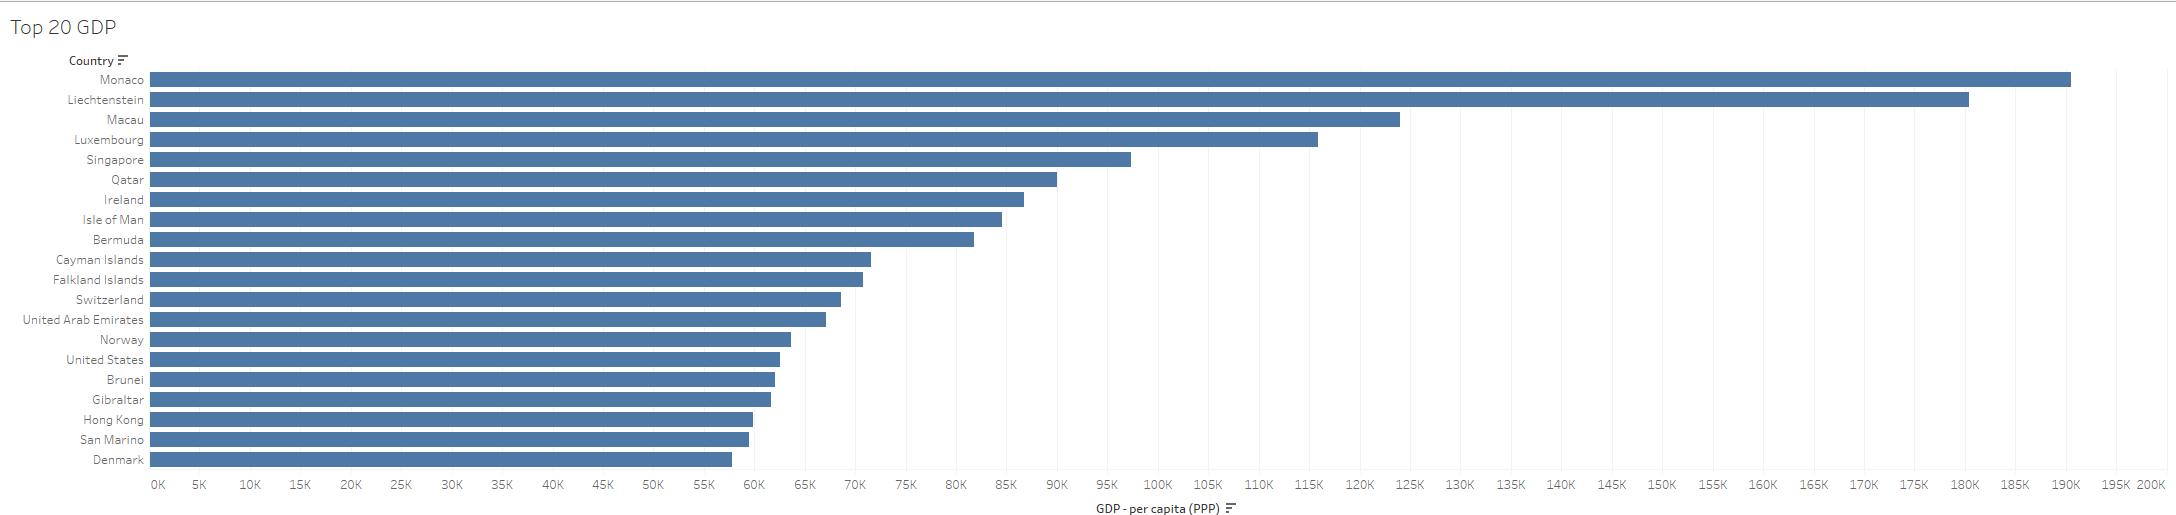 Top 20 GDP
Country
Monaco
Liechtenstein
Macau
Luxembourg
Singapore
Qatar
Ireland
Isle of Man
Bermuda
Cayman Islands
Falkland Islands
Switzerland
United Arab Emirates
Norway
United States
Brunei
Gibraltar
Hong Kong
San Marino
Denmark
0K 5K 10K 15K 20K 25K 30K 35K 40K 45K 50K 55K 60K 65K 70K 75K 80K 85K 90K 95K 100K 105K 110K 115K 120K 125K 130K 135K 140K 145K 150K 155K 160K 165K 170K 175K 180K 185K 190K 195K 200K
GDP - per capita (PPP)